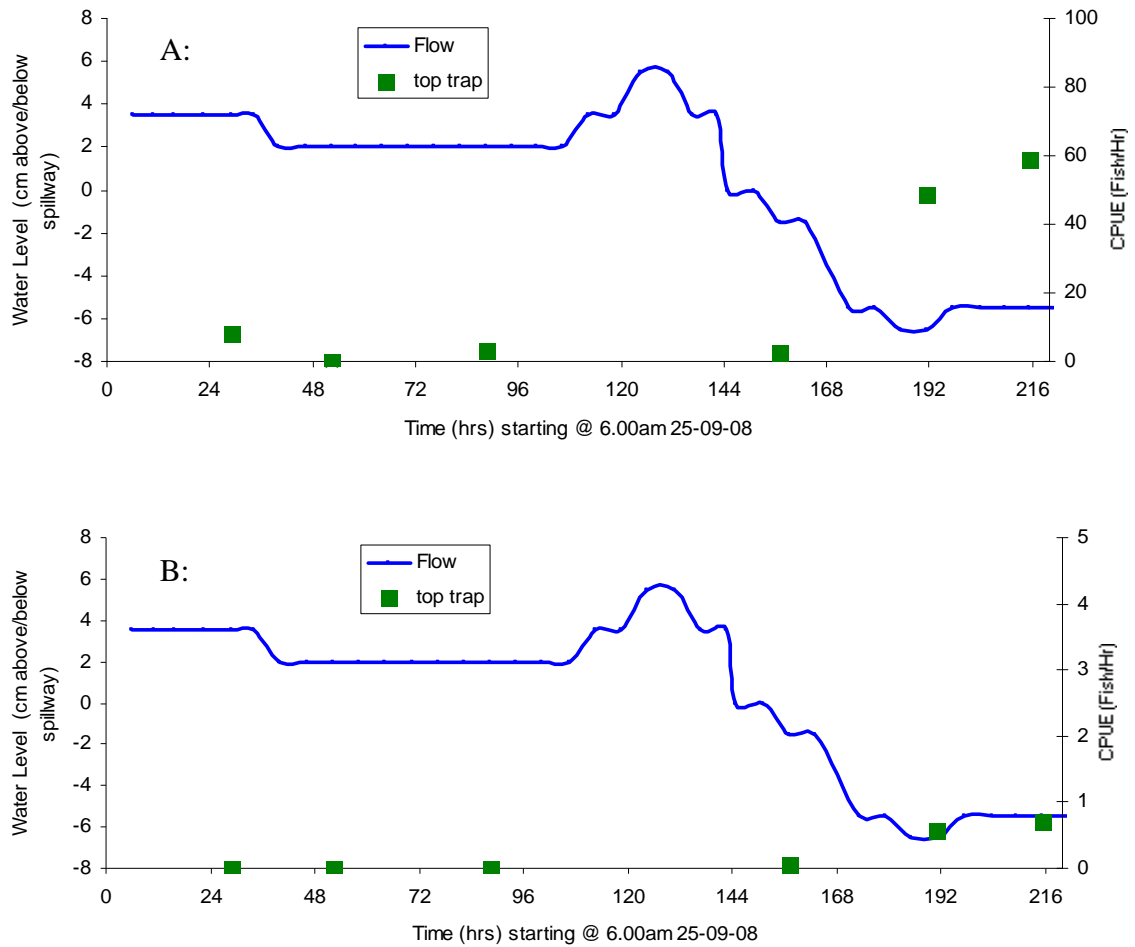 A:
Flow
top trap
Water Level (cm above/below
spillway)
8
6
4
2
0
-2
-4
-6
-8
100
80
60
40
20
0
CPUE (Fish/Hr)
0 24 48 72 96 120 144 168 192 216
Time (hrs) starting @ 6.00am 25-09-08
B:
Flow
top trap
Water Level (cm above/below
spillway)
8
6
4
2
0
-2
-4
-6
-8
5
4
3
2
1
0
CPUE (Fish/Hr)
0 24 48 72 96 120 144 168 192 216
Time (hrs) starting @ 6.00am 25-09-08